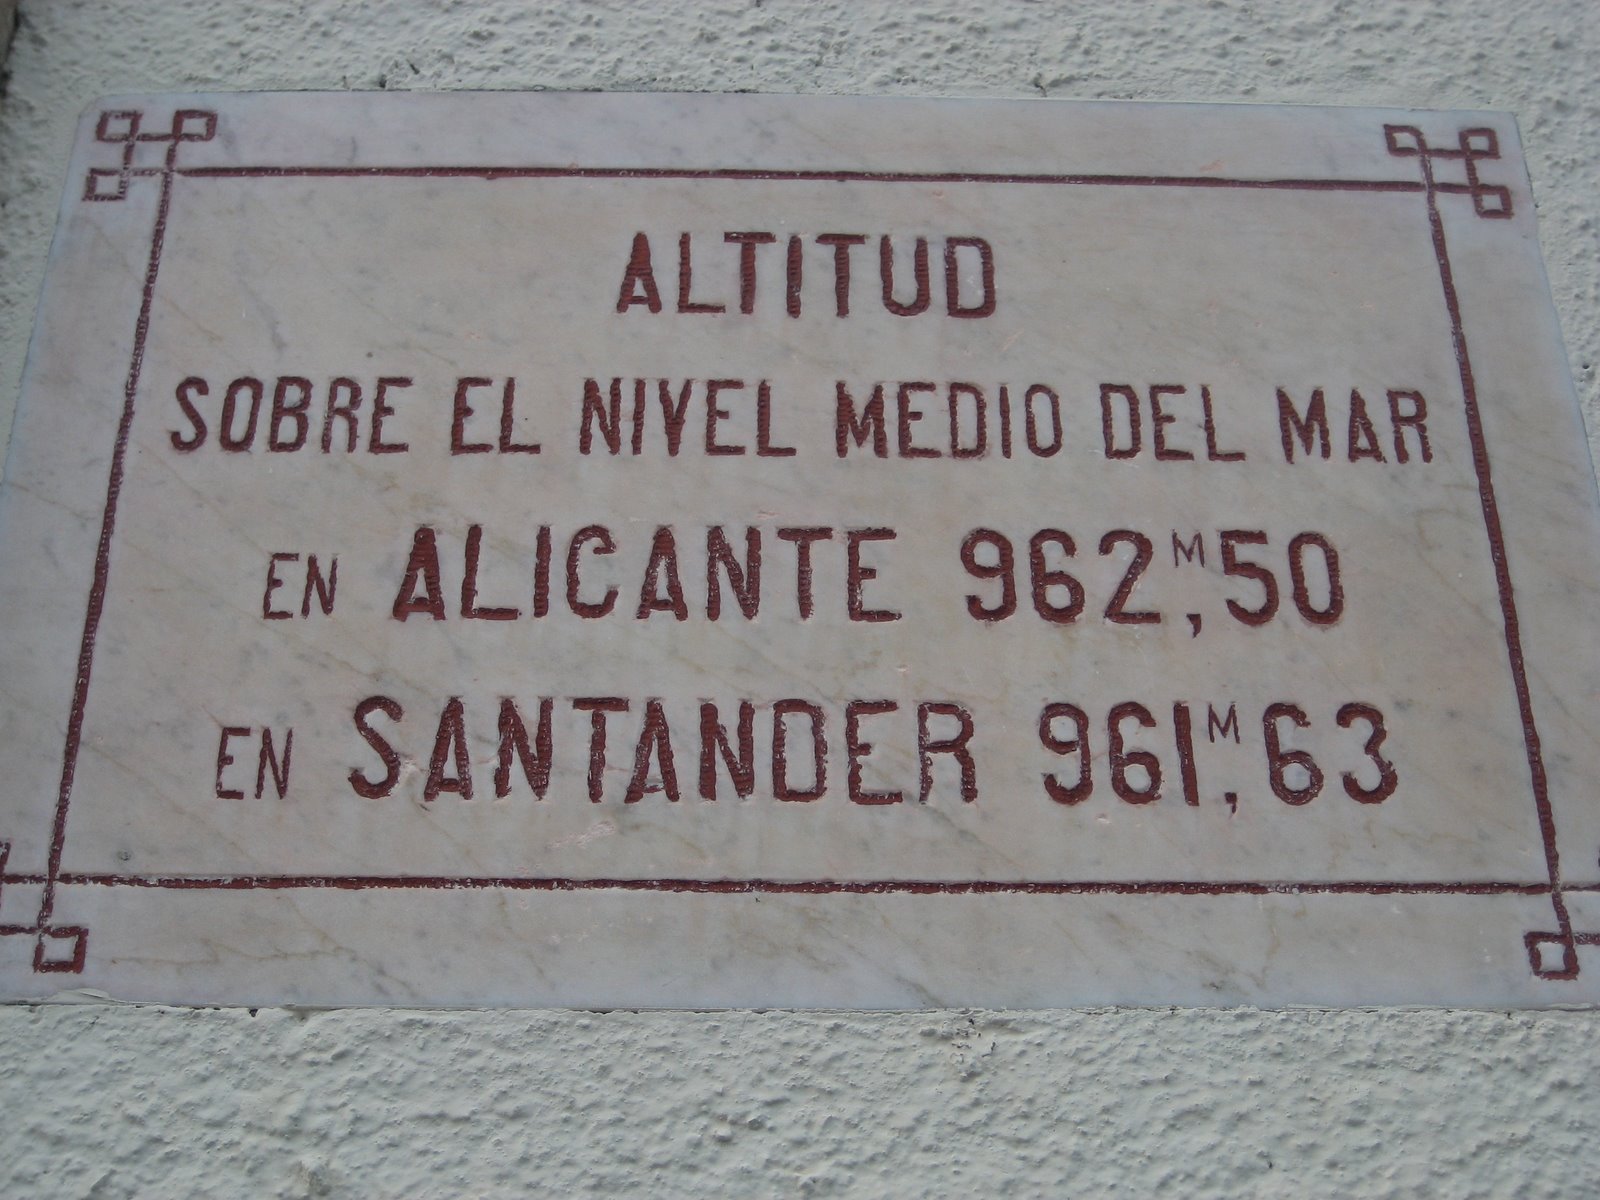 ALTITUD
SOBRE EL NIVEL MEDIO DEL MAR
EN ALICANTE 962ᴹ,50
EN SANTANDER 961ᴹ,63